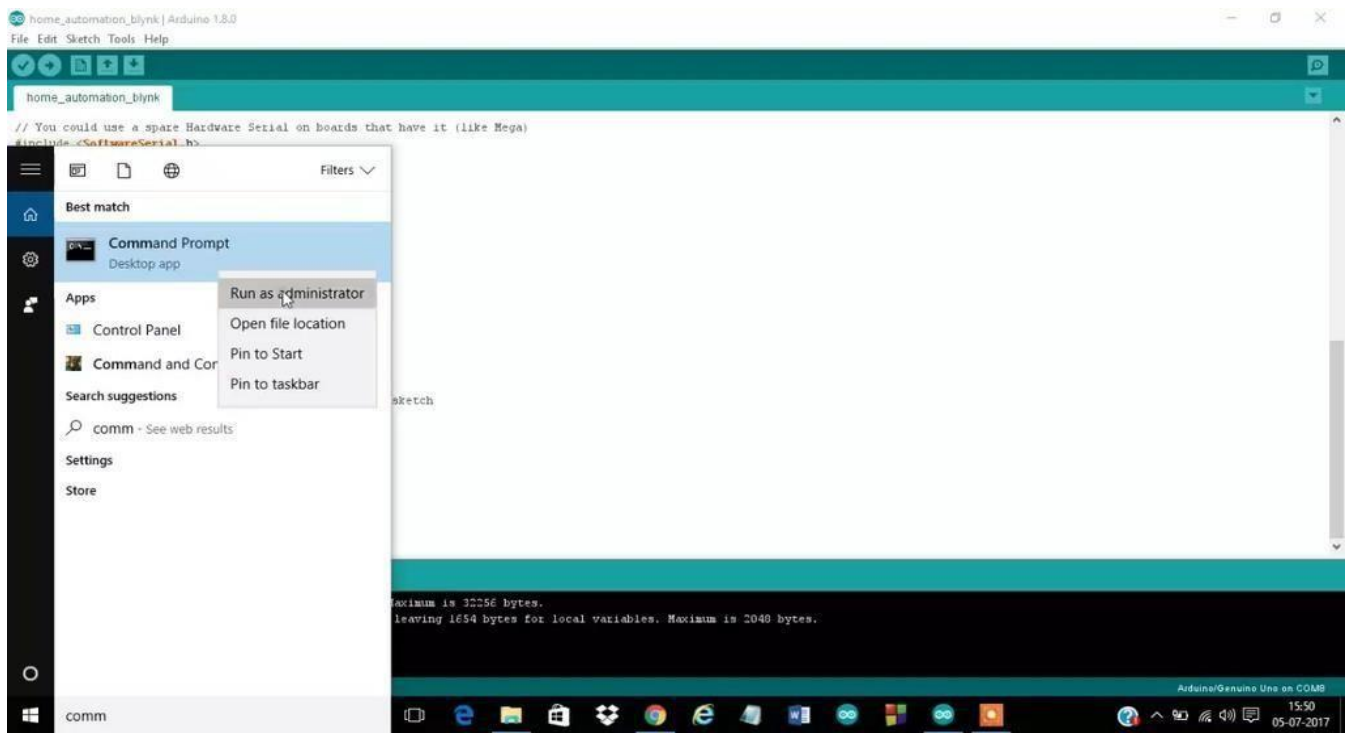 home_automation_blynk | Arduino 1.8.0
File Edit Sketch Tools Help
home_automation_blynk
// You could use a spare Hardware Serial on boards that have it (like Mega)
#include <SoftwareSerial.h>
Filters
Best match
Command Prompt
Desktop app
Run as administrator
Apps
Open file location
Control Panel
Pin to Start
Command and Cor
Pin to taskbar
Search suggestions
sketch
comm - See web results
Settings
Store
Maximum is 32256 bytes.
leaving 1654 bytes for local variables. Maximum is 2048 bytes.
Arduino/Genuino Uno on COM8
comm
15:50
05-07-2017